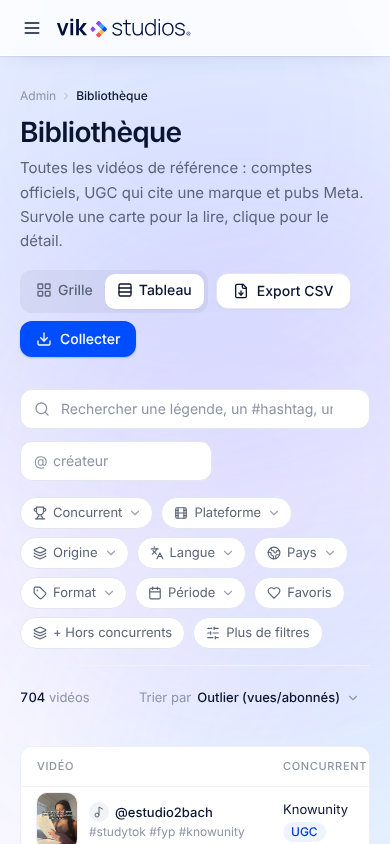 vik studios
Admin > Bibliothèque
Bibliothèque
Toutes les vidéos de référence : comptes
officiels, UGC qui cite une marque et pubs Meta.
Survole une carte pour la lire, clique pour le
détail.
Grille Tableau Export CSV
Collecter
Rechercher une légende, un #hashtag, ur
@ créateur
Concurrent Plateforme
Origine Langue Pays
Format Période Favoris
+ Hors concurrents Plus de filtres
704 vidéos Trier par Outlier (vues/abonnés)
VIDÉO CONCURRENT
@estudio2bach Knowunity
#studytok #fyp #knowunity UGC